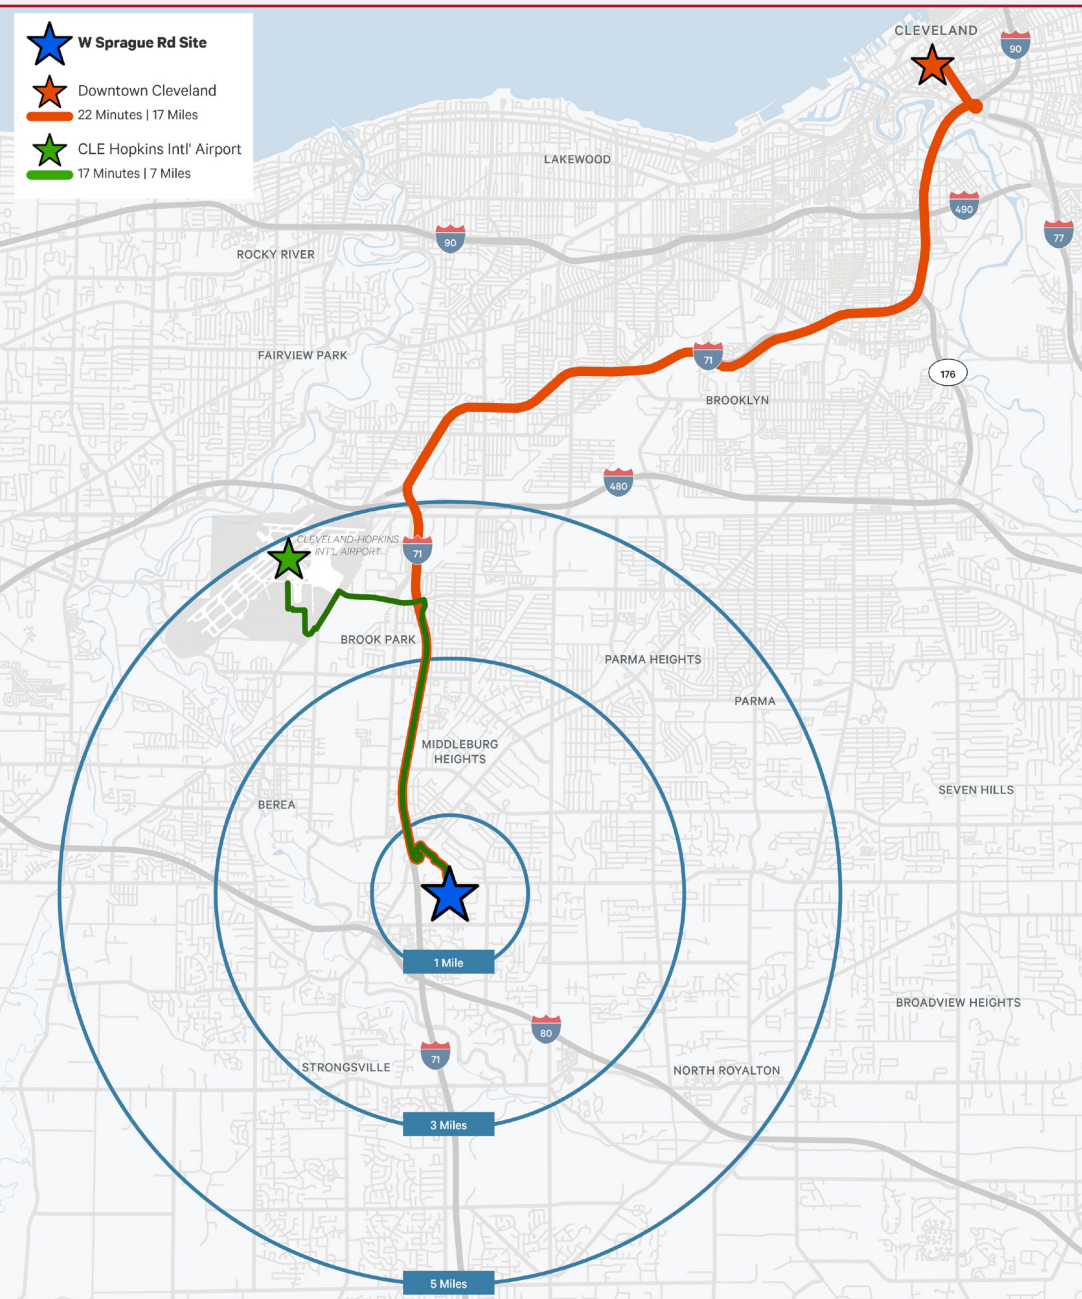 W Sprague Rd Site
Downtown Cleveland
22 Minutes | 17 Miles
CLE Hopkins Intl' Airport
17 Minutes | 7 Miles
CLEVELAND
90
LAKEWOOD
490
77
90
ROCKY RIVER
FAIRVIEW PARK
71
176
BROOKLYN
480
CLEVELAND-HOPKINS
INT'L AIRPORT
71
BROOK PARK
PARMA HEIGHTS
PARMA
MIDDLEBURG
HEIGHTS
SEVEN HILLS
BEREA
1 Mile
BROADVIEW HEIGHTS
80
71
STRONGSVILLE
NORTH ROYALTON
3 Miles
5 Miles